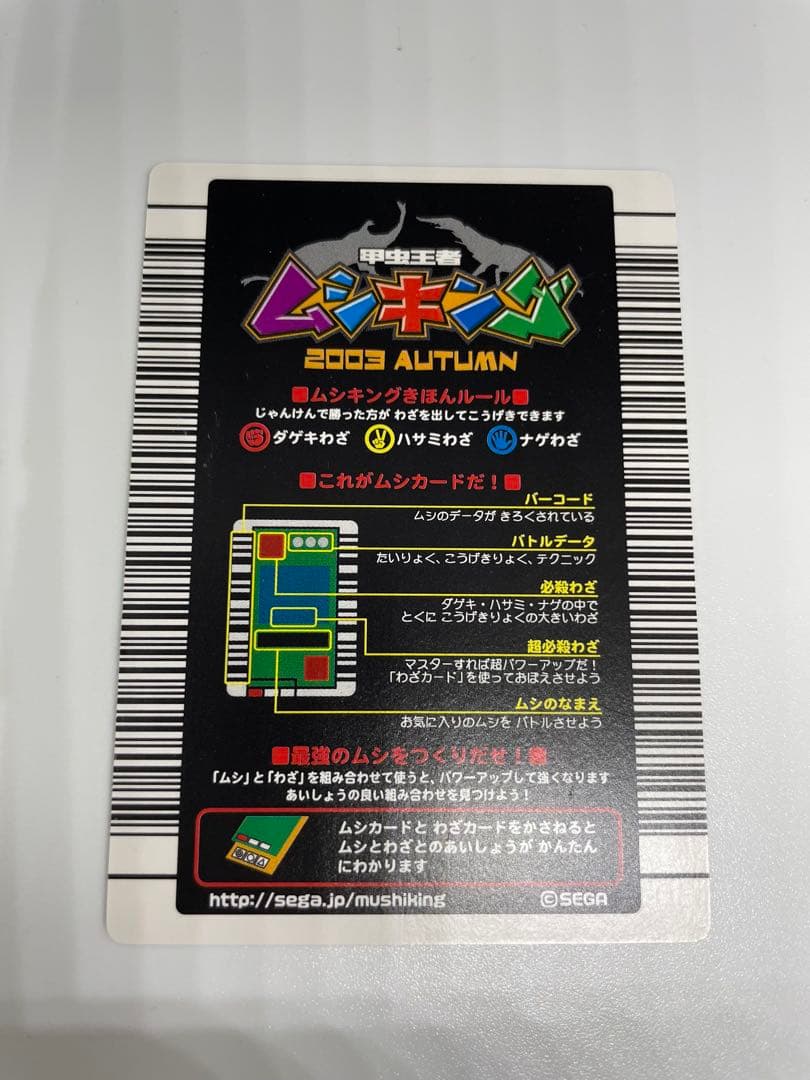 甲虫王者
ムシキング
2003 AUTUMN
ムシキングきほんルール
じゃんけんで勝った方が わざを出してこうげきできます
ダゲキわざ ハサミわざ ナゲわざ
これがムシカードだ！
バーコード
ムシのデータが きろくされている
バトルデータ
たいりょく、こうげきりょく、テクニック
必殺わざ
ダゲキ・ハサミ・ナゲの中で
とくに こうげきりょくの大きいわざ
超必殺わざ
マスターすれば超パワーアップだ！
「わざカード」を使っておぼえさせよう
ムシのなまえ
お気に入りのムシを バトルさせよう
最強のムシをつくりだせ！
「ムシ」と「わざ」を組み合わせて使うと、パワーアップして強くなります
あいしょうの良い組み合わせを見つけよう！
ムシカードと わざカードをかさねると
ムシとわざとのあいしょうが かんたん
にわかります
http://sega.jp/mushiking ©SEGA